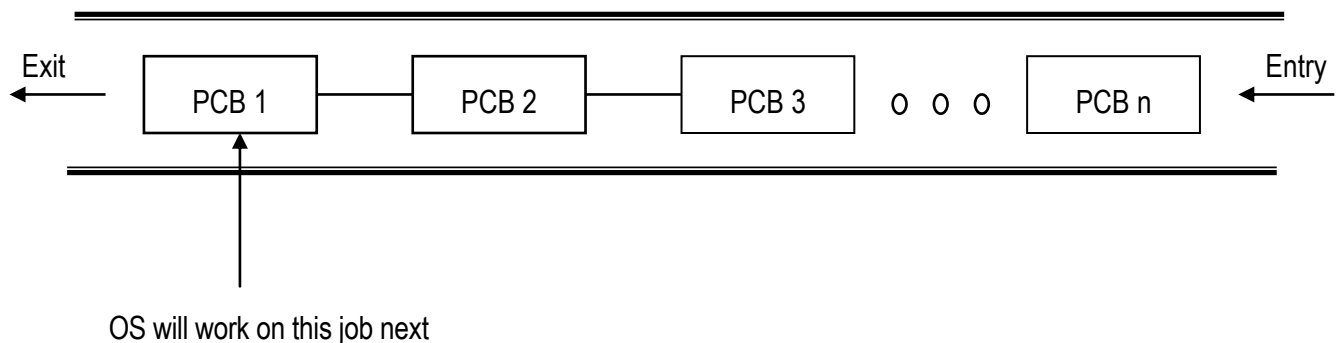 Exit
PCB 1
PCB 2
PCB 3
PCB n
Entry
OS will work on this job next